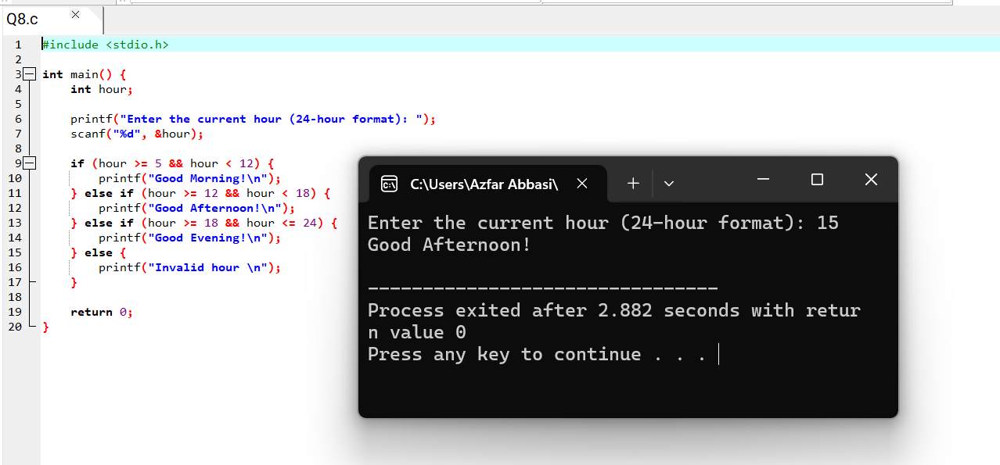 Q8.c
1 #include <stdio.h>
2
3 int main() {
4     int hour;
5
6     printf("Enter the current hour (24-hour format): ");
7     scanf("%d", &hour);
8
9     if (hour >= 5 && hour < 12) {
10         printf("Good Morning!\n");
11     } else if (hour >= 12 && hour < 18) {
12         printf("Good Afternoon!\n");
13     } else if (hour >= 18 && hour <= 24) {
14         printf("Good Evening!\n");
15     } else {
16         printf("Invalid hour \n");
17     }
18
19     return 0;
20 }
C:\Users\Azfar Abbasi\
Enter the current hour (24-hour format): 15
Good Afternoon!
--------------------------------
Process exited after 2.882 seconds with retur
n value 0
Press any key to continue . . .